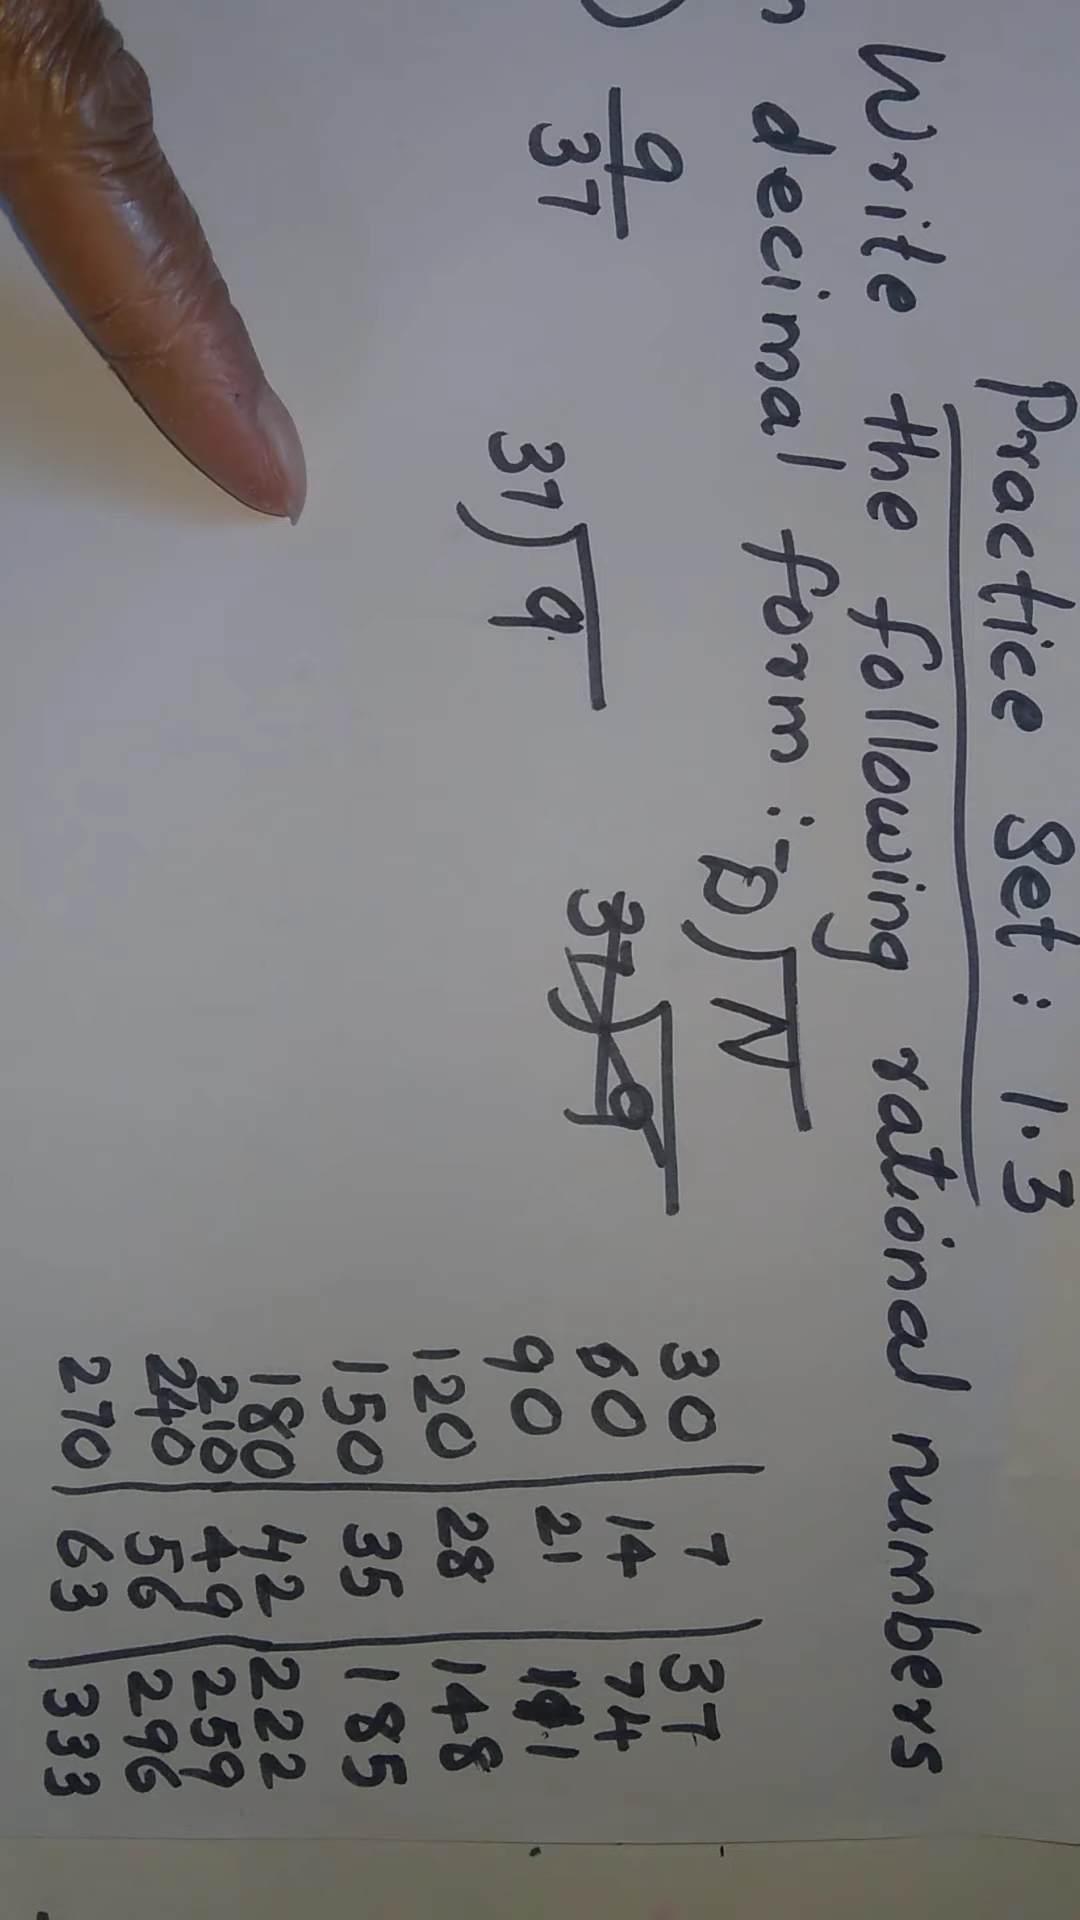 Practice Set : 1.3
Write the following rational numbers
decimal form :-
D)N
9
37
37)9
37)9
30 7 37
60 14 74
90 21 111
120 28 148
150 35 185
180 42 222
210 49 259
240 56 296
270 63 333